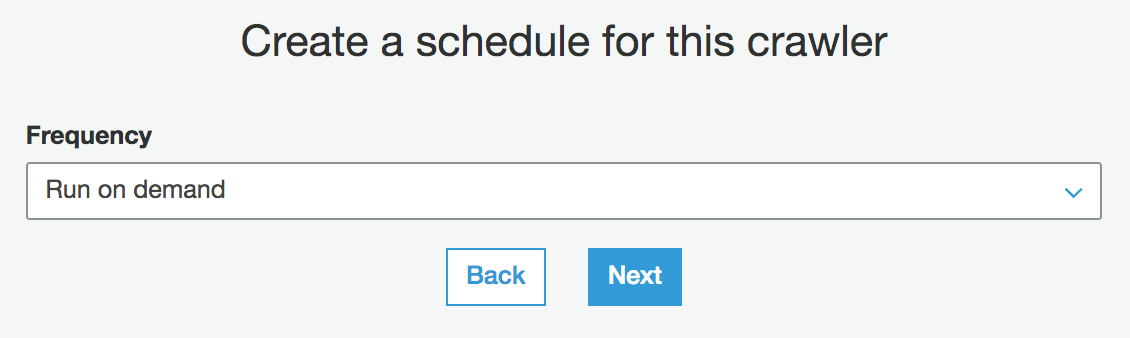 Create a schedule for this crawler
Frequency
Run on demand
Back
Next